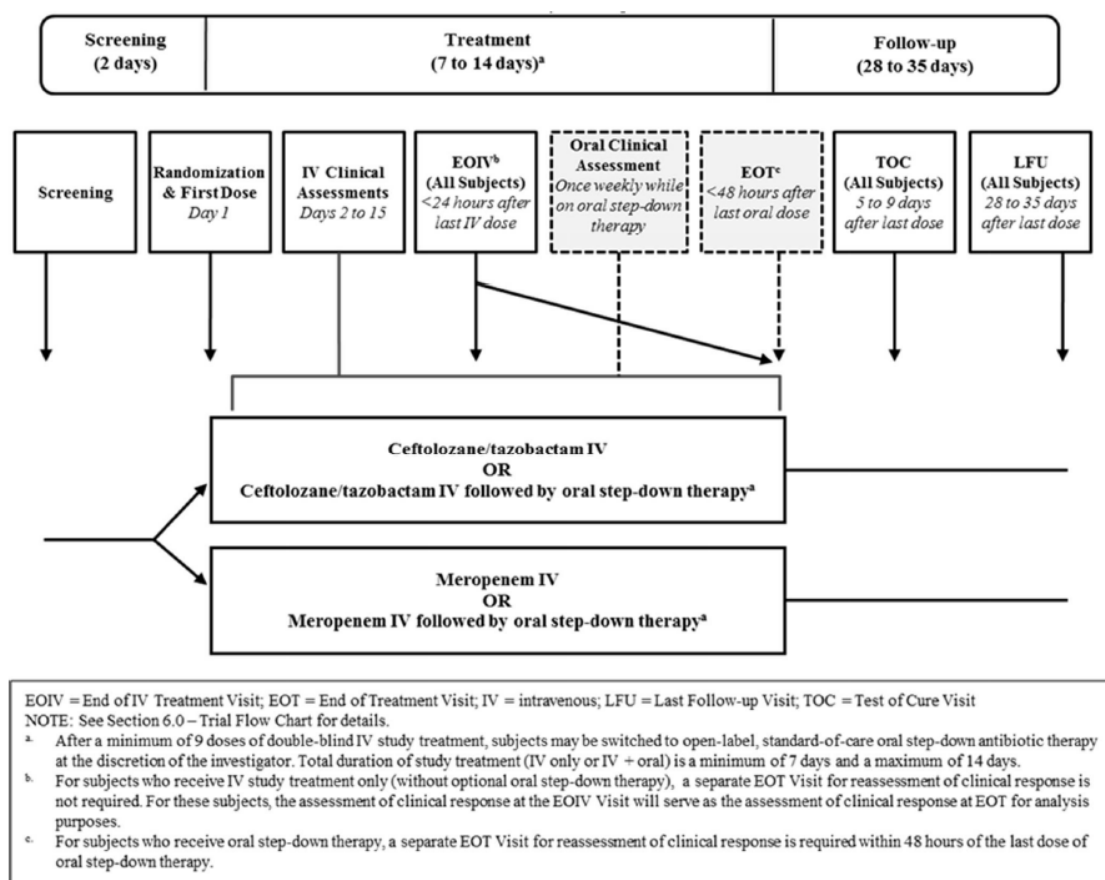 Screening
(2 days)
Treatment
(7 to 14 days)ᵃ
Follow-up
(28 to 35 days)
Screening
Randomization
& First Dose
Day 1
IV Clinical
Assessments
Days 2 to 15
EOIVᵇ
(All Subjects)
<24 hours after
last IV dose
Oral Clinical
Assessment
Once weekly while
on oral step-down
therapy
EOTᶜ
<48 hours after
last oral dose
TOC
(All Subjects)
5 to 9 days
after last dose
LFU
(All Subjects)
28 to 35 days
after last dose
Ceftolozane/tazobactam IV
OR
Ceftolozane/tazobactam IV followed by oral step-down therapyᵃ
Meropenem IV
OR
Meropenem IV followed by oral step-down therapyᵃ
EOIV = End of IV Treatment Visit; EOT = End of Treatment Visit; IV = intravenous; LFU = Last Follow-up Visit; TOC = Test of Cure Visit
NOTE: See Section 6.0 – Trial Flow Chart for details.
a. After a minimum of 9 doses of double-blind IV study treatment, subjects may be switched to open-label, standard-of-care oral step-down antibiotic therapy
at the discretion of the investigator. Total duration of study treatment (IV only or IV + oral) is a minimum of 7 days and a maximum of 14 days.
b. For subjects who receive IV study treatment only (without optional oral step-down therapy), a separate EOT Visit for reassessment of clinical response is
not required. For these subjects, the assessment of clinical response at the EOIV Visit will serve as the assessment of clinical response at EOT for analysis
purposes.
c. For subjects who receive oral step-down therapy, a separate EOT Visit for reassessment of clinical response is required within 48 hours of the last dose of
oral step-down therapy.